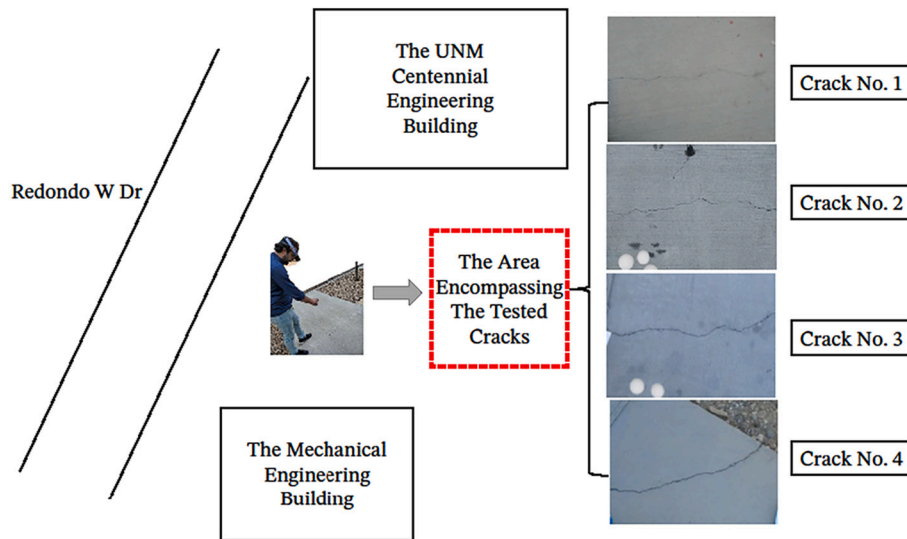 The UNM
Centennial
Engineering
Building
Crack No. 1
Redondo W Dr
Crack No. 2
The Area
Encompassing
The Tested
Cracks
Crack No. 3
The Mechanical
Engineering
Building
Crack No. 4